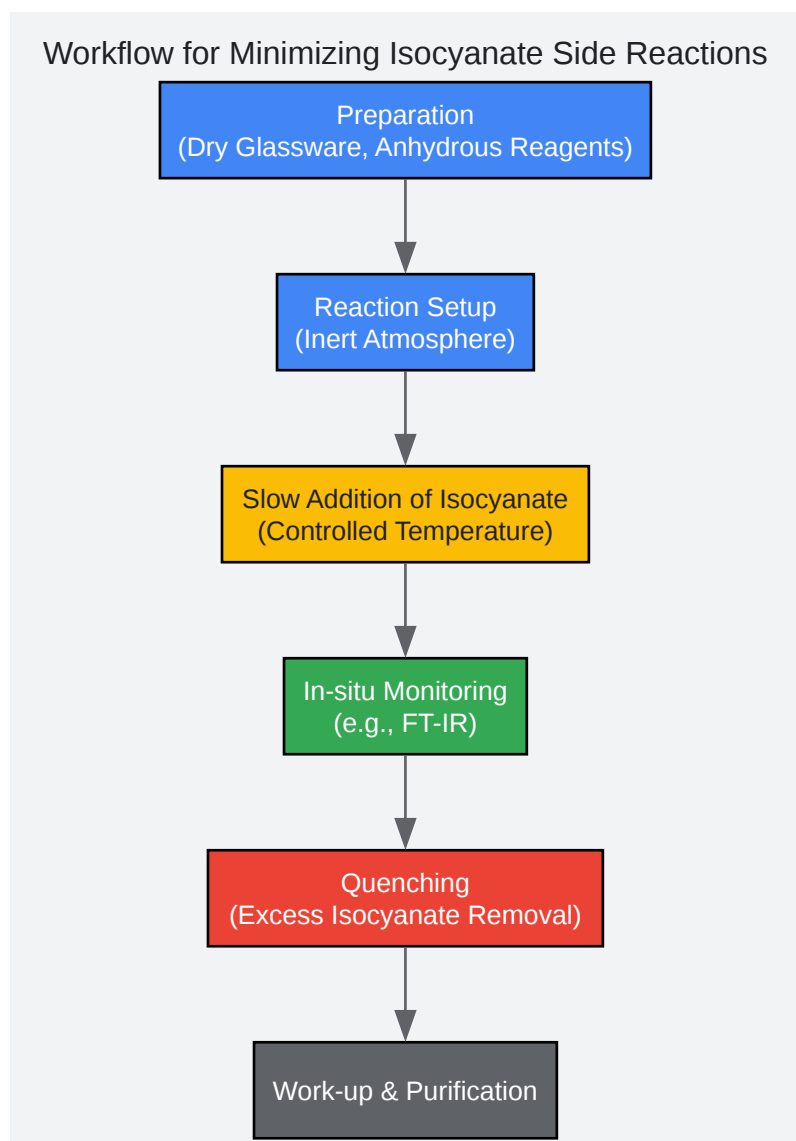 Workflow for Minimizing Isocyanate Side Reactions
Preparation
(Dry Glassware, Anhydrous Reagents)
Reaction Setup
(Inert Atmosphere)
Slow Addition of Isocyanate
(Controlled Temperature)
In-situ Monitoring
(e.g., FT-IR)
Quenching
(Excess Isocyanate Removal)
Work-up & Purification